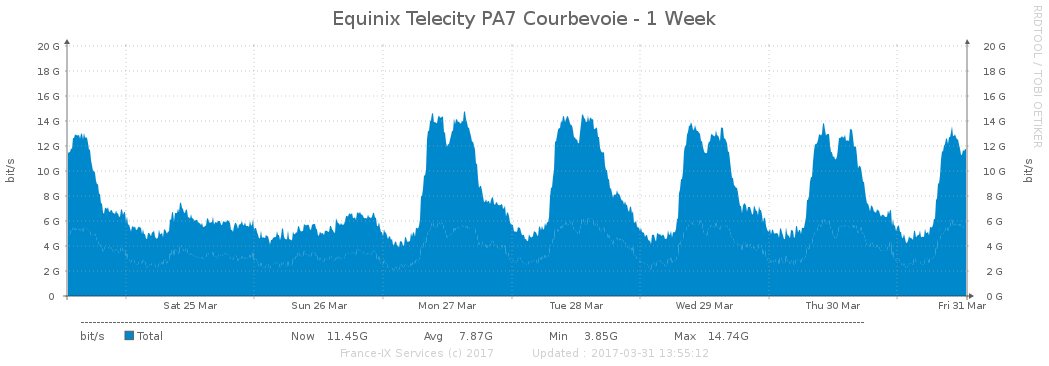 Equinix Telecity PA7 Courbevoie - 1 Week
RRDTOOL / TOBI OETIKER
20 G 20 G
18 G 18 G
16 G 16 G
14 G 14 G
12 G 12 G
10 G 10 G
8 G 8 G
6 G 6 G
4 G 4 G
2 G 2 G
0 0 G
bit/s
bit/s
Sat 25 Mar Sun 26 Mar Mon 27 Mar Tue 28 Mar Wed 29 Mar Thu 30 Mar Fri 31 Mar
bit/s Total Now 11.45G Avg 7.87G Min 3.85G Max 14.74G
France-IX Services (c) 2017 Updated : 2017-03-31 13:55:12